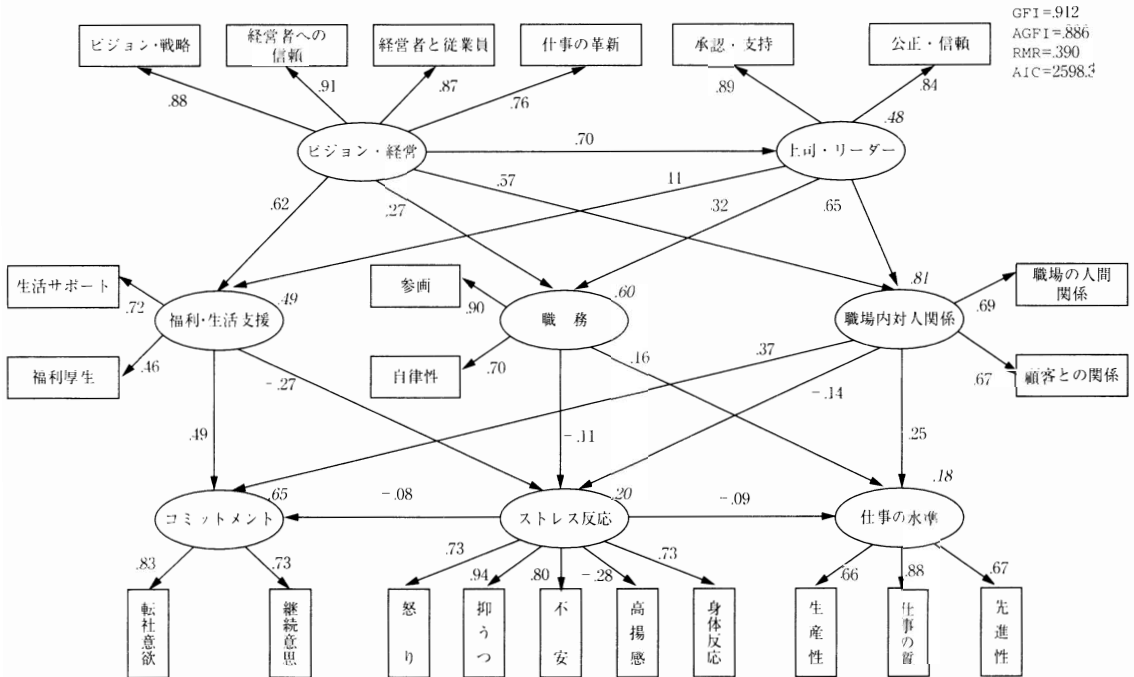 GFI=.912
AGFI=.886
RMR=.390
AIC=2598.3
ビジョン・戦略
経営者への
信頼
経営者と従業員
仕事の革新
承認・支持
公正・信頼
.88
.91
.87
.76
.89
.84
.48
ビジョン・経営
.70
上司・リーダー
.62
.27
.57
.11
.32
.65
生活サポート
.72
福利厚生
.46
.49
福利・生活支援
参画
.90
自律性
.70
.60
職 務
.81
職場内対人関係
.69
職場の人間
関係
.67
顧客との関係
.49
-.27
-.11
.16
.37
-.14
.25
.65
コミットメント
-.08
.20
ストレス反応
-.09
.18
仕事の水準
.83
.73
.73
.94
.80
-.28
.73
.66
.88
.67
転社意欲
継続意思
怒り
抑うつ
不安
高揚感
身体反応
生産性
仕事の質
先進性